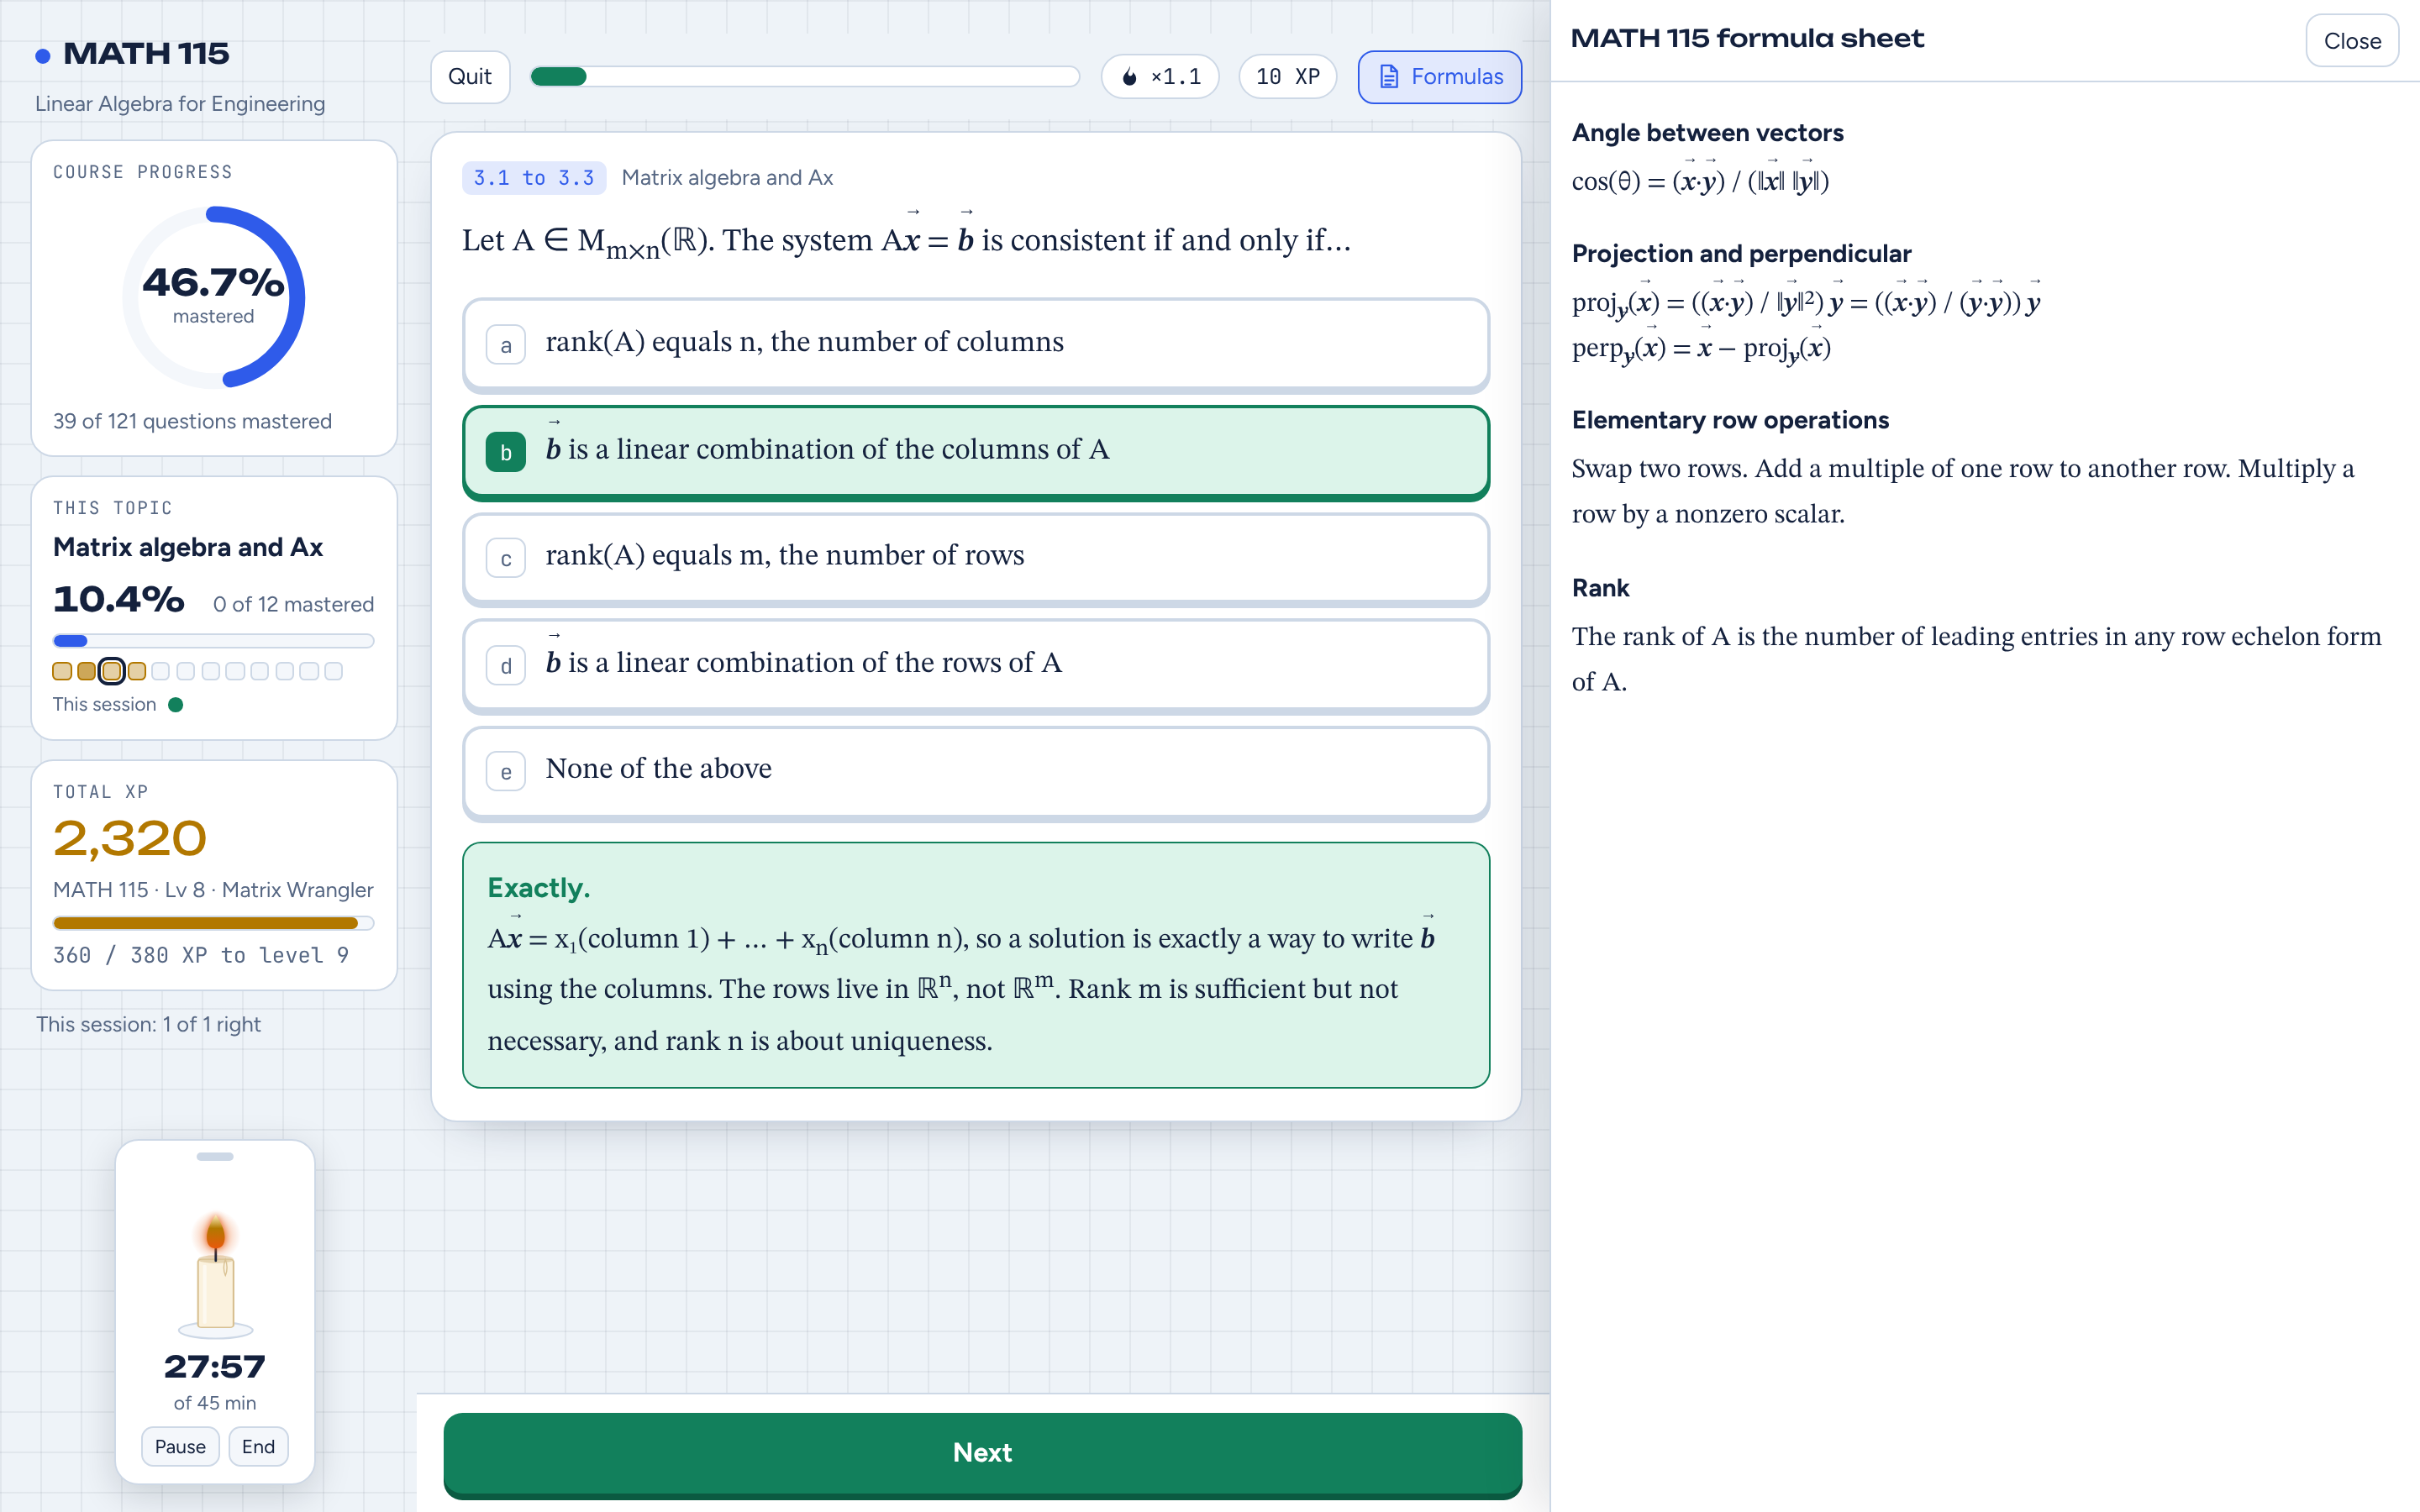 MATH 115
Linear Algebra for Engineering
COURSE PROGRESS
46.7%
mastered
39 of 121 questions mastered
THIS TOPIC
Matrix algebra and Ax
10.4% 0 of 12 mastered
This session
TOTAL XP
2,320
MATH 115 · Lv 8 · Matrix Wrangler
360 / 380 XP to level 9
This session: 1 of 1 right
27:57
of 45 min
Pause End
Quit ×1.1 10 XP Formulas
3.1 to 3.3 Matrix algebra and Ax
Let A ∈ Mₘ×ₙ(ℝ). The system Ax⃗ = b⃗ is consistent if and only if…
a rank(A) equals n, the number of columns
b b⃗ is a linear combination of the columns of A
c rank(A) equals m, the number of rows
d b⃗ is a linear combination of the rows of A
e None of the above
Exactly.
Ax⃗ = x₁(column 1) + … + xₙ(column n), so a solution is exactly a way to write b⃗
using the columns. The rows live in ℝⁿ, not ℝᵐ. Rank m is sufficient but not
necessary, and rank n is about uniqueness.
Next
MATH 115 formula sheet Close
Angle between vectors
cos(θ) = (x⃗·y⃗) / (‖x⃗‖ ‖y⃗‖)
Projection and perpendicular
proj_y⃗(x⃗) = ((x⃗·y⃗) / ‖y⃗‖²) y⃗ = ((x⃗·y⃗) / (y⃗·y⃗)) y⃗
perp_y⃗(x⃗) = x⃗ − proj_y⃗(x⃗)
Elementary row operations
Swap two rows. Add a multiple of one row to another row. Multiply a
row by a nonzero scalar.
Rank
The rank of A is the number of leading entries in any row echelon form
of A.